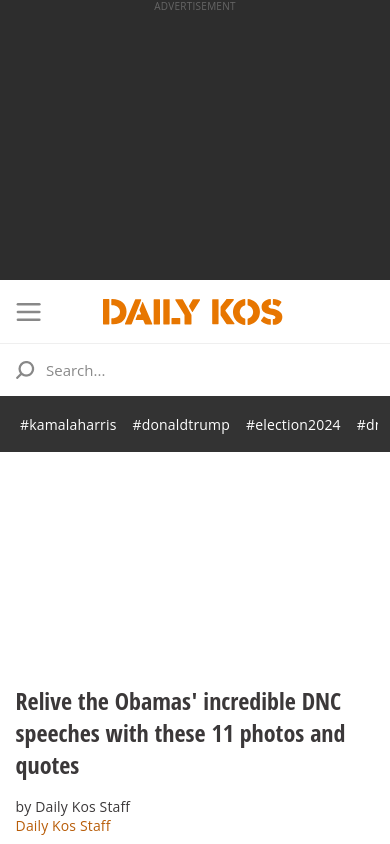 ADVERTISEMENT
DAILY KOS
Search...
#kamalaharris #donaldtrump #election2024
Relive the Obamas' incredible DNC
speeches with these 11 photos and
quotes
by Daily Kos Staff
Daily Kos Staff